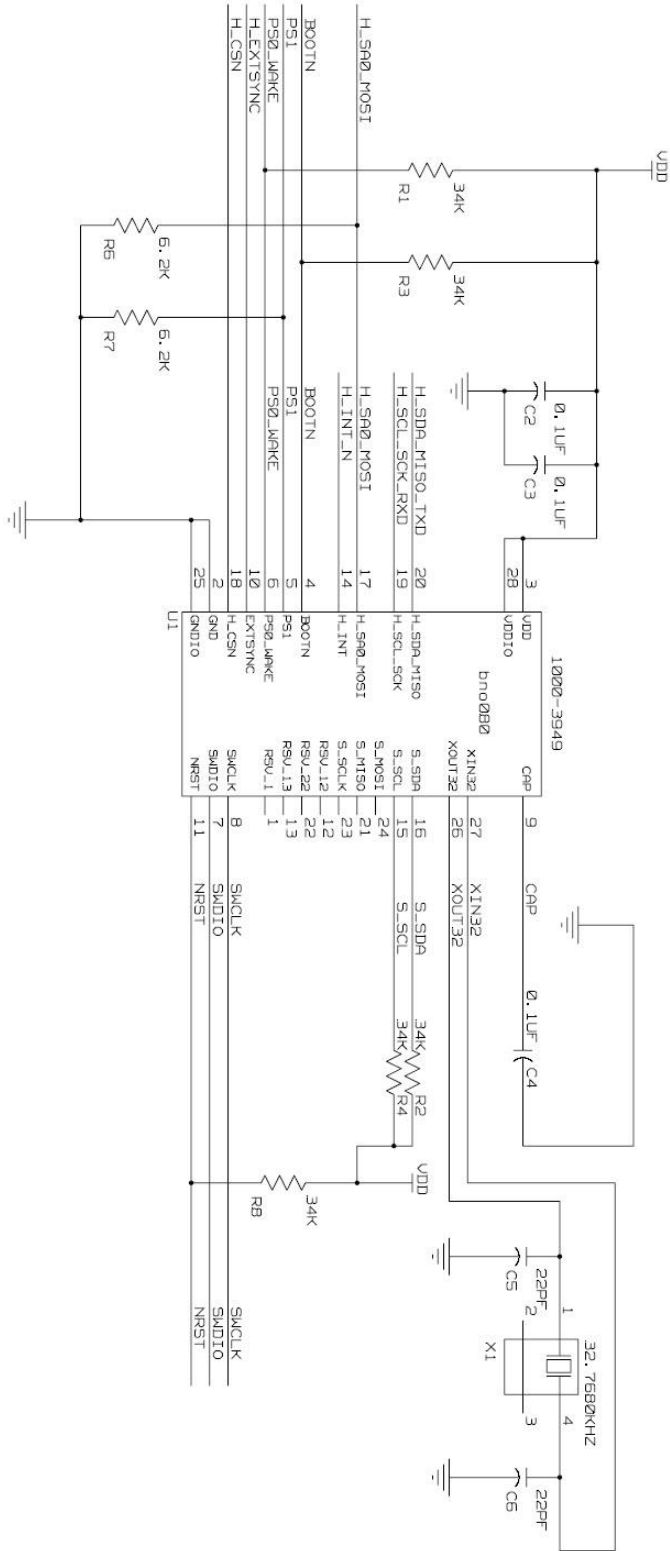 VDD
34K
R1
34K
R3
H_SA0_MOSI
BOOTN
PS1
PS0_WAKE
H_EXTSYNC
H_CSN
6.2K
R6
6.2K
R7
C2
0.1UF
C3
0.1UF
H_SDA_MISO_TXD
H_SCL_SCK_RXD
H_SA0_MOSI
H_INT_N
BOOTN
PS1
PS0_WAKE
3
28
20
19
17
14
4
5
6
10
18
2
25
1000-3949
bno080
U1
VDD
VDDIO
H_SDA_MISO
H_SCL_SCK
H_SA0_MOSI
H_INT
BOOTN
PS1
PS0_WAKE
EXTSYNC
H_CSN
GND
GNDIO
CAP
XIN32
XOUT32
S_SDA
S_SCL
S_MOSI
S_MISO
S_SCLK
RSV_12
RSV_22
RSV_13
RSV_1
SWCLK
SWDIO
NRST
9
27
26
16
15
24
21
23
12
22
13
1
8
7
11
CAP
XIN32
XOUT32
S_SDA
S_SCL
SWCLK
SWDIO
NRST
0.1UF
C4
34K
R2
34K
R4
VDD
34K
R8
SWCLK
SWDIO
NRST
22PF
C5
1
2
32.7680KHZ
X1
4
3
22PF
C6